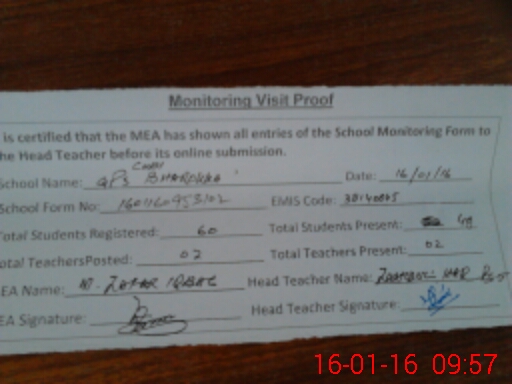 Monitoring Visit Proof
is certified that the MEA has shown all entries of the School Monitoring Form to
he Head Teacher before its online submission.
School Name: GPS Date: 16/01/16
School Form No: EMIS Code:
Total Students Registered: 60 Total Students Present:
otal TeachersPosted: 02 Total Teachers Present: 02
EA Name: M. ZAFAR IQBAL Head Teacher Name:
EA Signature: Head Teacher Signature:
16-01-16 09:57